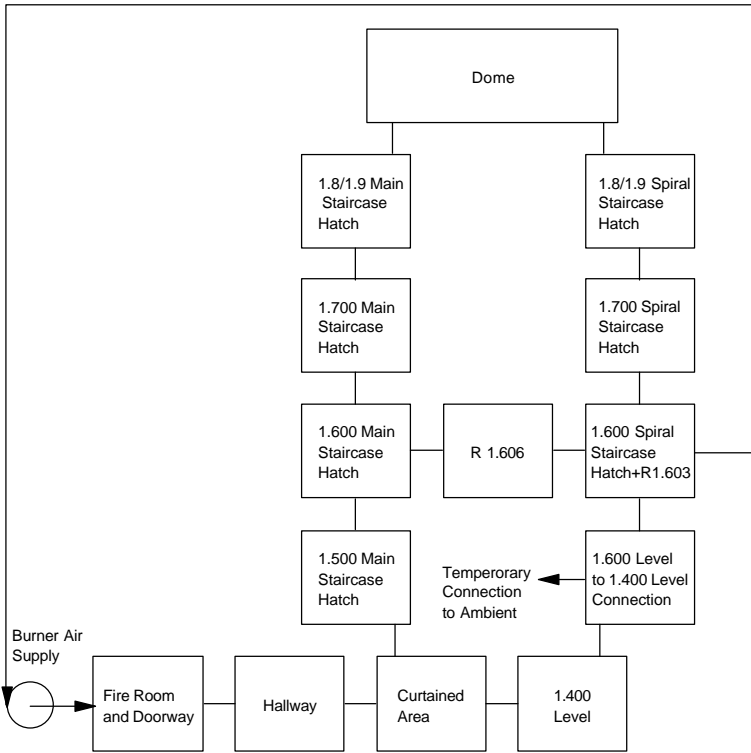 Dome
1.8/1.9 Main
Staircase
Hatch
1.8/1.9 Spiral
Staircase
Hatch
1.700 Main
Staircase
Hatch
1.700 Spiral
Staircase
Hatch
1.600 Main
Staircase
Hatch
R 1.606
1.600 Spiral
Staircase
Hatch+R1.603
1.500 Main
Staircase
Hatch
Temperorary
Connection
to Ambient
1.600 Level
to 1.400 Level
Connection
Burner Air
Supply
Fire Room
and Doorway
Hallway
Curtained
Area
1.400
Level